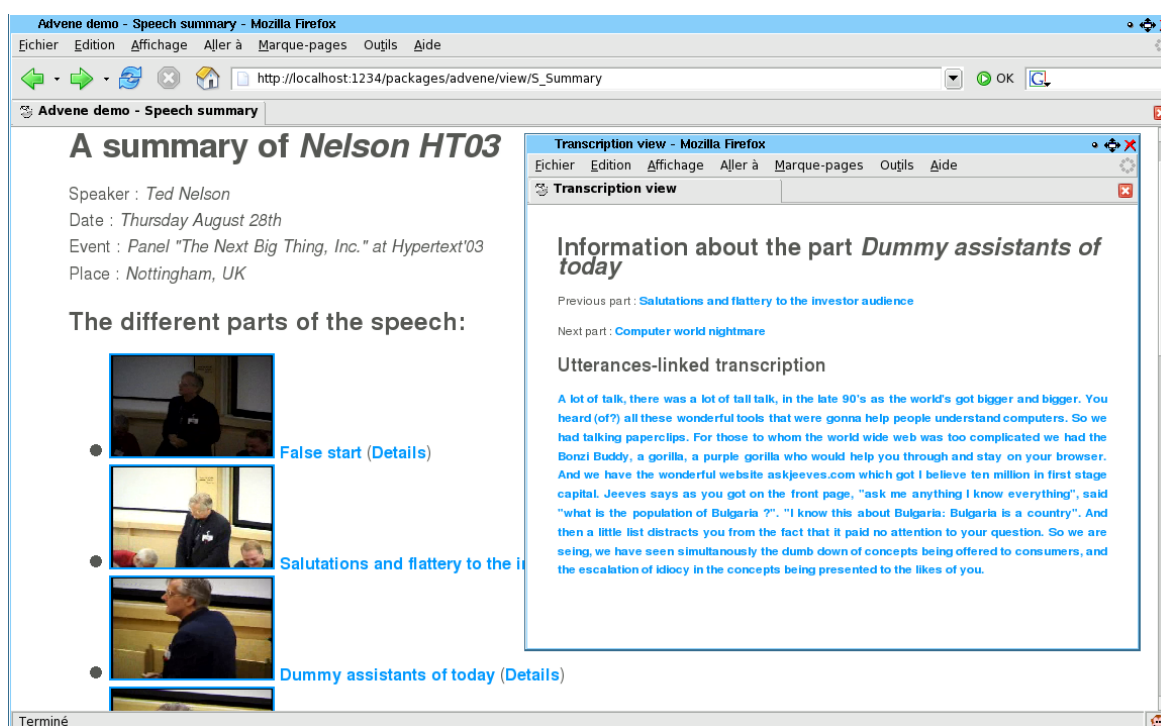 Advene demo - Speech summary - Mozilla Firefox
Fichier Edition Affichage Aller à Marque-pages Outils Aide
http://localhost:1234/packages/advene/view/S_Summary
OK
G
Advene demo - Speech summary
A summary of Nelson HT03
Speaker : Ted Nelson
Date : Thursday August 28th
Event : Panel "The Next Big Thing, Inc." at Hypertext'03
Place : Nottingham, UK
The different parts of the speech:
False start (Details)
Salutations and flattery to the
Dummy assistants of today (Details)
Terminé
Transcription view - Mozilla Firefox
Fichier Edition Affichage Aller à Marque-pages Outils Aide
Transcription view
Information about the part Dummy assistants of
today
Previous part : Salutations and flattery to the investor audience
Next part : Computer world nightmare
Utterances-linked transcription
A lot of talk, there was a lot of tall talk, in the late 90's as the world's got bigger and bigger. You
heard (of?) all these wonderful tools that were gonna help people understand computers. So we
had talking paperclips. For those to whom the world wide web was too complicated we had the
Bonzi Buddy, a gorilla, a purple gorilla who would help you through and stay on your browser.
And we have the wonderful website askjeeves.com which got I believe ten million in first stage
capital. Jeeves says as you got on the front page, "ask me anything I know everything", said
"what is the population of Bulgaria ?". "I know this about Bulgaria: Bulgaria is a country". And
then a little list distracts you from the fact that it paid no attention to your question. So we are
seing, we have seen simultanously the dumb down of concepts being offered to consumers, and
the escalation of idiocy in the concepts being presented to the likes of you.